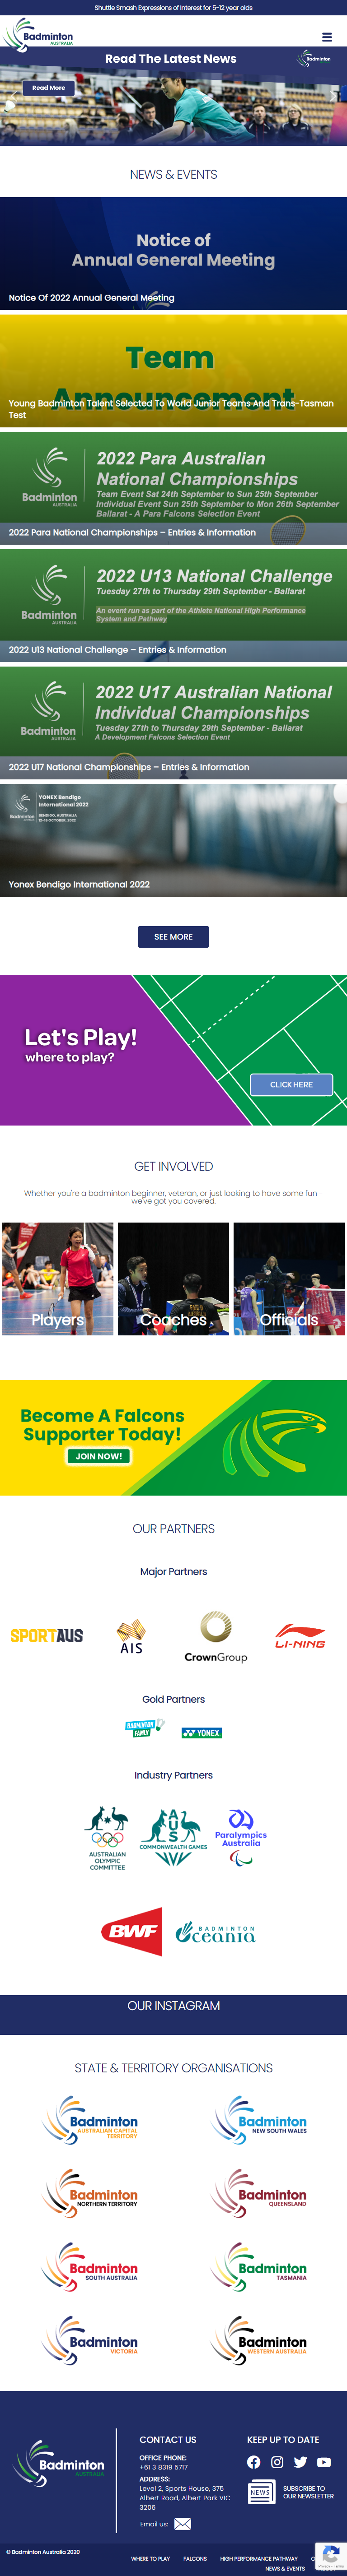 Shuttle Smash Expressions of Interest for 5-12 year olds
Badminton
AUSTRALIA
Read The Latest News
Badminton
Read More
NEWS & EVENTS
Notice of
Annual General Meeting
Notice Of 2022 Annual General Meeting
Team
Announcement
Young Badminton Talent Selected To World Junior Teams And Trans-Tasman
Test
Badminton
AUSTRALIA
2022 Para Australian
National Championships
Team Event Sat 24th September to Sun 25th September
Individual Event Sun 25th September to Mon 26th September
Ballarat - A Para Falcons Selection Event
2022 Para National Championships – Entries & Information
Badminton
AUSTRALIA
2022 U13 National Challenge
Tuesday 27th to Thursday 29th September - Ballarat
An event run as part of the Athlete National High Performance
System and Pathway
2022 U13 National Challenge – Entries & Information
Badminton
AUSTRALIA
2022 U17 Australian National
Individual Championships
Tuesday 27th to Thursday 29th September - Ballarat
A Development Falcons Selection Event
2022 U17 National Championships – Entries & Information
Badminton
YONEX Bendigo
International 2022
BENDIGO, AUSTRALIA
Yonex Bendigo International 2022
SEE MORE
Let's Play!
where to play?
CLICK HERE
GET INVOLVED
Whether you're a badminton beginner, veteran, or just looking to have some fun -
we've got you covered.
Players
Coaches
Officials
Become A Falcons
Supporter Today!
JOIN NOW!
OUR PARTNERS
Major Partners
SPORTAUS
AIS
CrownGroup
LI-NING
Gold Partners
BADMINTON
FAMILY
YONEX
Industry Partners
AUSTRALIAN
OLYMPIC
COMMITTEE
AUS
COMMONWEALTH GAMES
Paralympics
Australia
BWF
BADMINTON
Oceania
OUR INSTAGRAM
STATE & TERRITORY ORGANISATIONS
Badminton
AUSTRALIAN CAPITAL
TERRITORY
Badminton
NEW SOUTH WALES
Badminton
NORTHERN TERRITORY
Badminton
QUEENSLAND
Badminton
SOUTH AUSTRALIA
Badminton
TASMANIA
Badminton
VICTORIA
Badminton
WESTERN AUSTRALIA
Badminton
AUSTRALIA
CONTACT US
OFFICE PHONE:
+61 3 8319 5717
ADDRESS:
Level 2, Sports House, 375
Albert Road, Albert Park VIC
3206
Email us:
KEEP UP TO DATE
NEWS
SUBSCRIBE TO
OUR NEWSLETTER
© Badminton Australia 2020
WHERE TO PLAY
FALCONS
HIGH PERFORMANCE PATHWAY
NEWS & EVENTS
Privacy - Terms